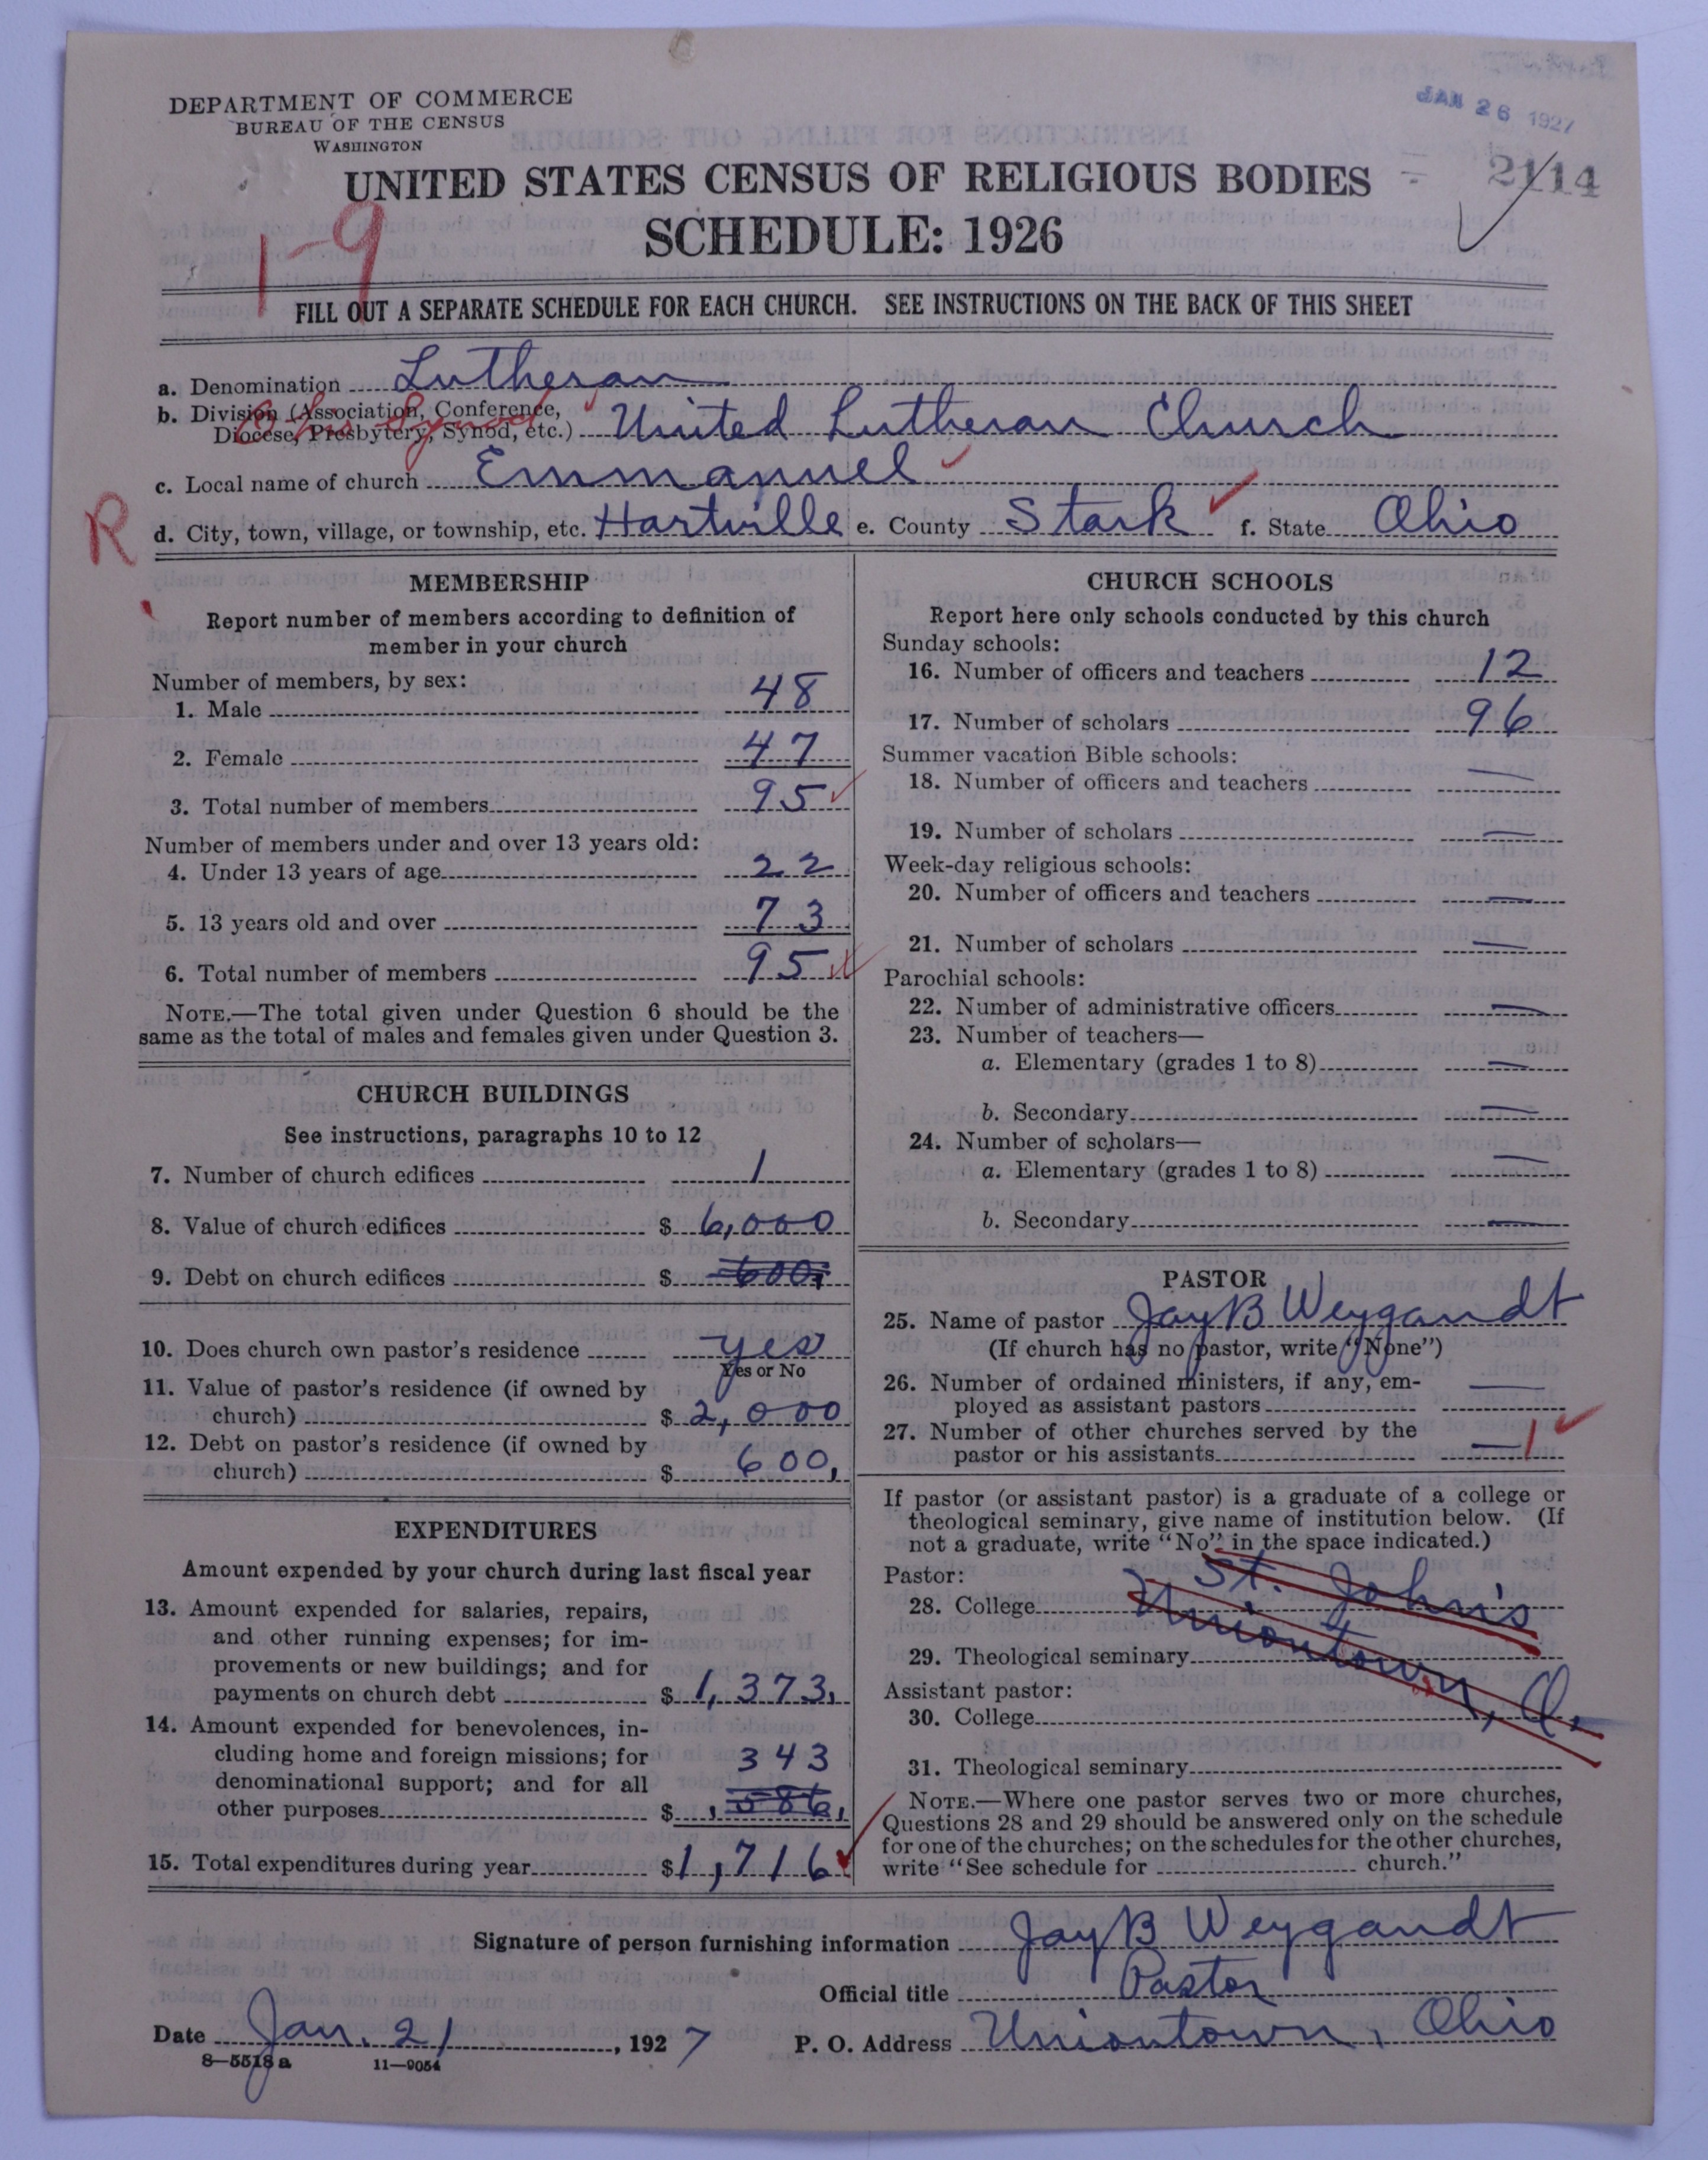 DEPARTMENT OF COMMERCE
BUREAU OF THE CENSUS
WASHINGTON
JAN 26 1927
2114
UNITED STATES CENSUS OF RELIGIOUS BODIES
SCHEDULE: 1926
1-9
FILL OUT A SEPARATE SCHEDULE FOR EACH CHURCH. SEE INSTRUCTIONS ON THE BACK OF THIS SHEET
a. Denomination Lutheran
b. Division (Association, Conference,
Diocese, Presbytery, Synod, etc.) United Lutheran Church
Ohio Synod
c. Local name of church Emmanuel
R
d. City, town, village, or township, etc. Hartville e. County Stark f. State Ohio
MEMBERSHIP
Report number of members according to definition of
member in your church
Number of members, by sex:
1. Male 48
2. Female 47
3. Total number of members 95
Number of members under and over 13 years old:
4. Under 13 years of age 22
5. 13 years old and over 73
6. Total number of members 95
NOTE.—The total given under Question 6 should be the
same as the total of males and females given under Question 3.
CHURCH BUILDINGS
See instructions, paragraphs 10 to 12
7. Number of church edifices 1
8. Value of church edifices $ 6,000
9. Debt on church edifices $ 600,
10. Does church own pastor's residence yes
Yes or No
11. Value of pastor's residence (if owned by
church) $ 2,000
12. Debt on pastor's residence (if owned by
church) $ 600,
EXPENDITURES
Amount expended by your church during last fiscal year
13. Amount expended for salaries, repairs,
and other running expenses; for im-
provements or new buildings; and for
payments on church debt $ 1,373,
14. Amount expended for benevolences, in-
cluding home and foreign missions; for
denominational support; and for all
343
other purposes $ 586,
15. Total expenditures during year $1,716
CHURCH SCHOOLS
Report here only schools conducted by this church
Sunday schools:
16. Number of officers and teachers 12
17. Number of scholars 96
Summer vacation Bible schools:
18. Number of officers and teachers —
19. Number of scholars —
Week-day religious schools:
20. Number of officers and teachers —
21. Number of scholars —
Parochial schools:
22. Number of administrative officers —
23. Number of teachers—
a. Elementary (grades 1 to 8) —
b. Secondary —
24. Number of scholars—
a. Elementary (grades 1 to 8) —
b. Secondary —
PASTOR
25. Name of pastor Jay B Weygandt
(If church has no pastor, write "None")
26. Number of ordained ministers, if any, em-
ployed as assistant pastors —
27. Number of other churches served by the
pastor or his assistants — 1
If pastor (or assistant pastor) is a graduate of a college or
theological seminary, give name of institution below. (If
not a graduate, write "No" in the space indicated.)
Pastor:
28. College St. John's
29. Theological seminary Uniontown, O.
Assistant pastor:
30. College
31. Theological seminary
NOTE.—Where one pastor serves two or more churches,
Questions 28 and 29 should be answered only on the schedule
for one of the churches; on the schedules for the other churches,
write "See schedule for church."
Signature of person furnishing information Jay B Weygandt
Official title Pastor
Date Jan. 21, 1927 P. O. Address Uniontown, Ohio
8—5518a 11—9054